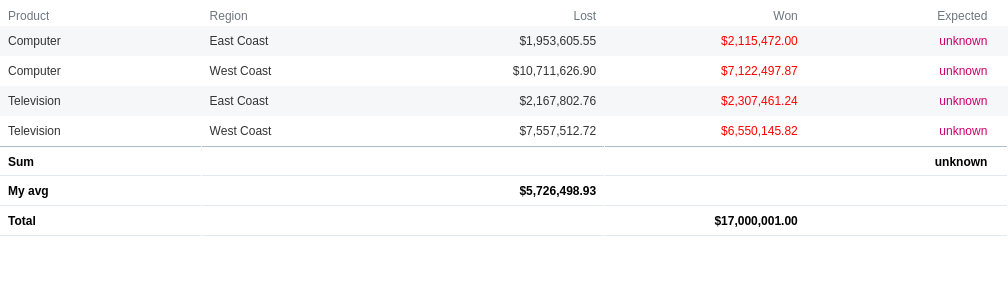 Product Region Lost Won Expected
Computer East Coast $1,953,605.55 $2,115,472.00 unknown
Computer West Coast $10,711,626.90 $7,122,497.87 unknown
Television East Coast $2,167,802.76 $2,307,461.24 unknown
Television West Coast $7,557,512.72 $6,550,145.82 unknown
Sum unknown
My avg $5,726,498.93
Total $17,000,001.00